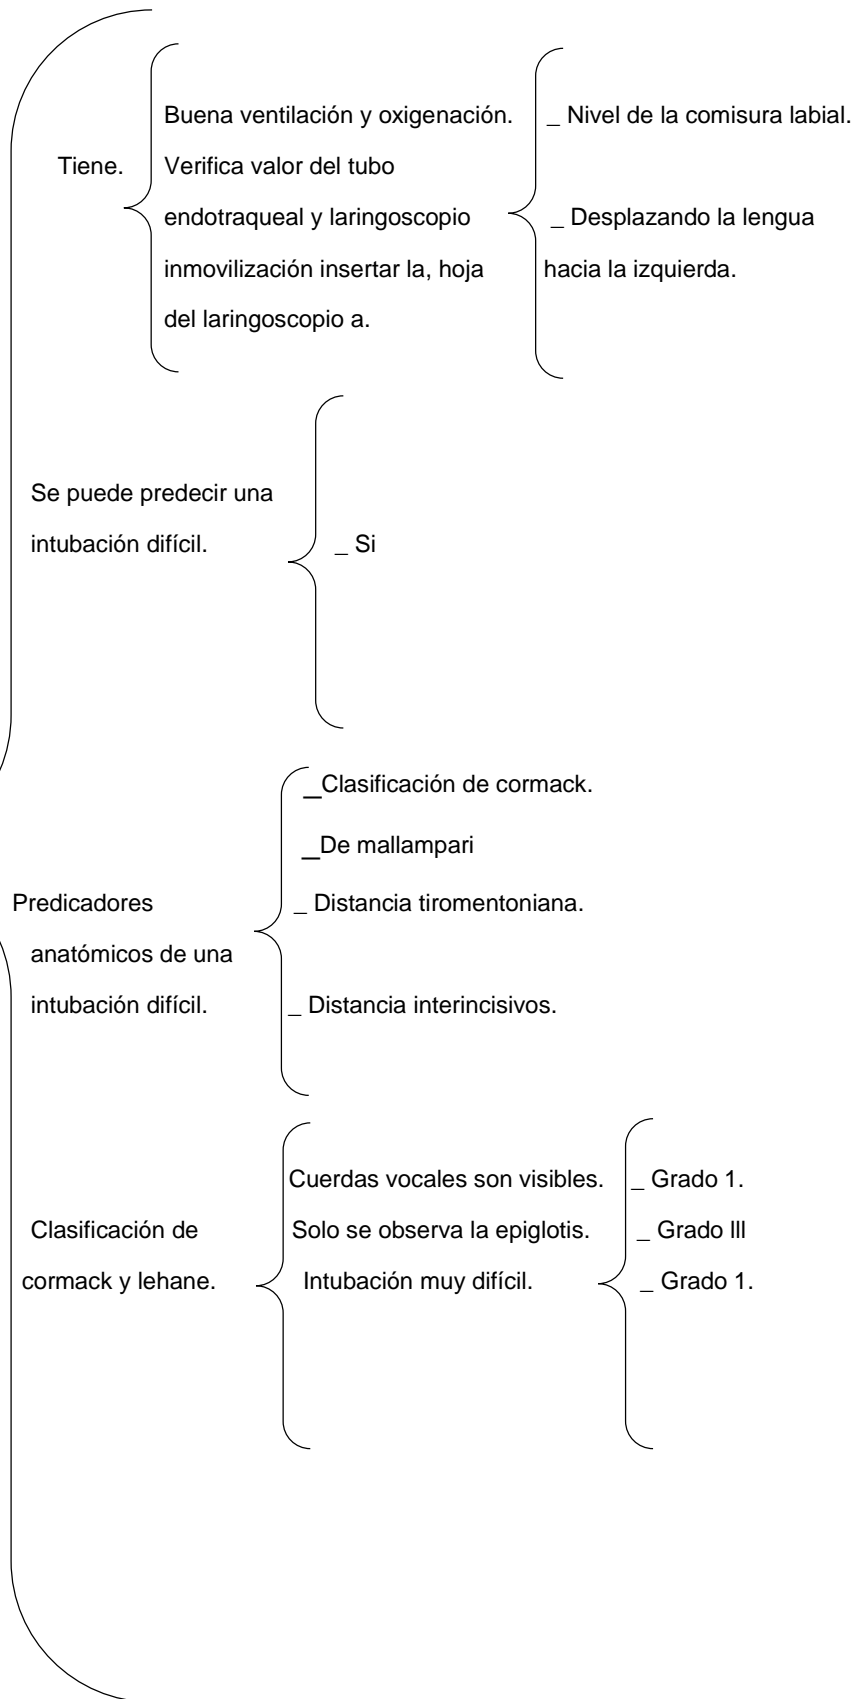 Buena ventilación y oxigenación.
_ Nivel de la comisura labial.
Tiene.
Verifica valor del tubo
endotraqueal y laringoscopio
_ Desplazando la lengua
inmovilización insertar la, hoja
hacia la izquierda.
del laringoscopio a.
Se puede predecir una
intubación difícil.
_ Si
_Clasificación de cormack.
_De mallampari
Predicadores
_ Distancia tiromentoniana.
anatómicos de una
intubación difícil.
_ Distancia interincisivos.
Cuerdas vocales son visibles.
_ Grado 1.
Clasificación de
Solo se observa la epiglotis.
_ Grado lll
cormack y lehane.
Intubación muy difícil.
_ Grado 1.